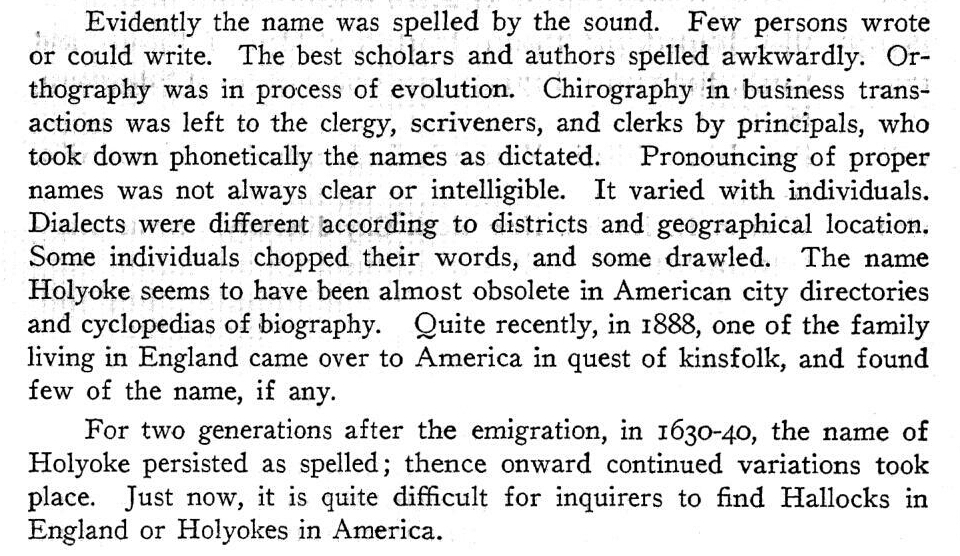 Evidently the name was spelled by the sound. Few persons wrote
or could write. The best scholars and authors spelled awkwardly. Or-
thography was in process of evolution. Chirography in business trans-
actions was left to the clergy, scriveners, and clerks by principals, who
took down phonetically the names as dictated. Pronouncing of proper
names was not always clear or intelligible. It varied with individuals.
Dialects were different according to districts and geographical location.
Some individuals chopped their words, and some drawled. The name
Holyoke seems to have been almost obsolete in American city directories
and cyclopedias of biography. Quite recently, in 1888, one of the family
living in England came over to America in quest of kinsfolk, and found
few of the name, if any.
For two generations after the emigration, in 1630-40, the name of
Holyoke persisted as spelled; thence onward continued variations took
place. Just now, it is quite difficult for inquirers to find Hallocks in
England or Holyokes in America.